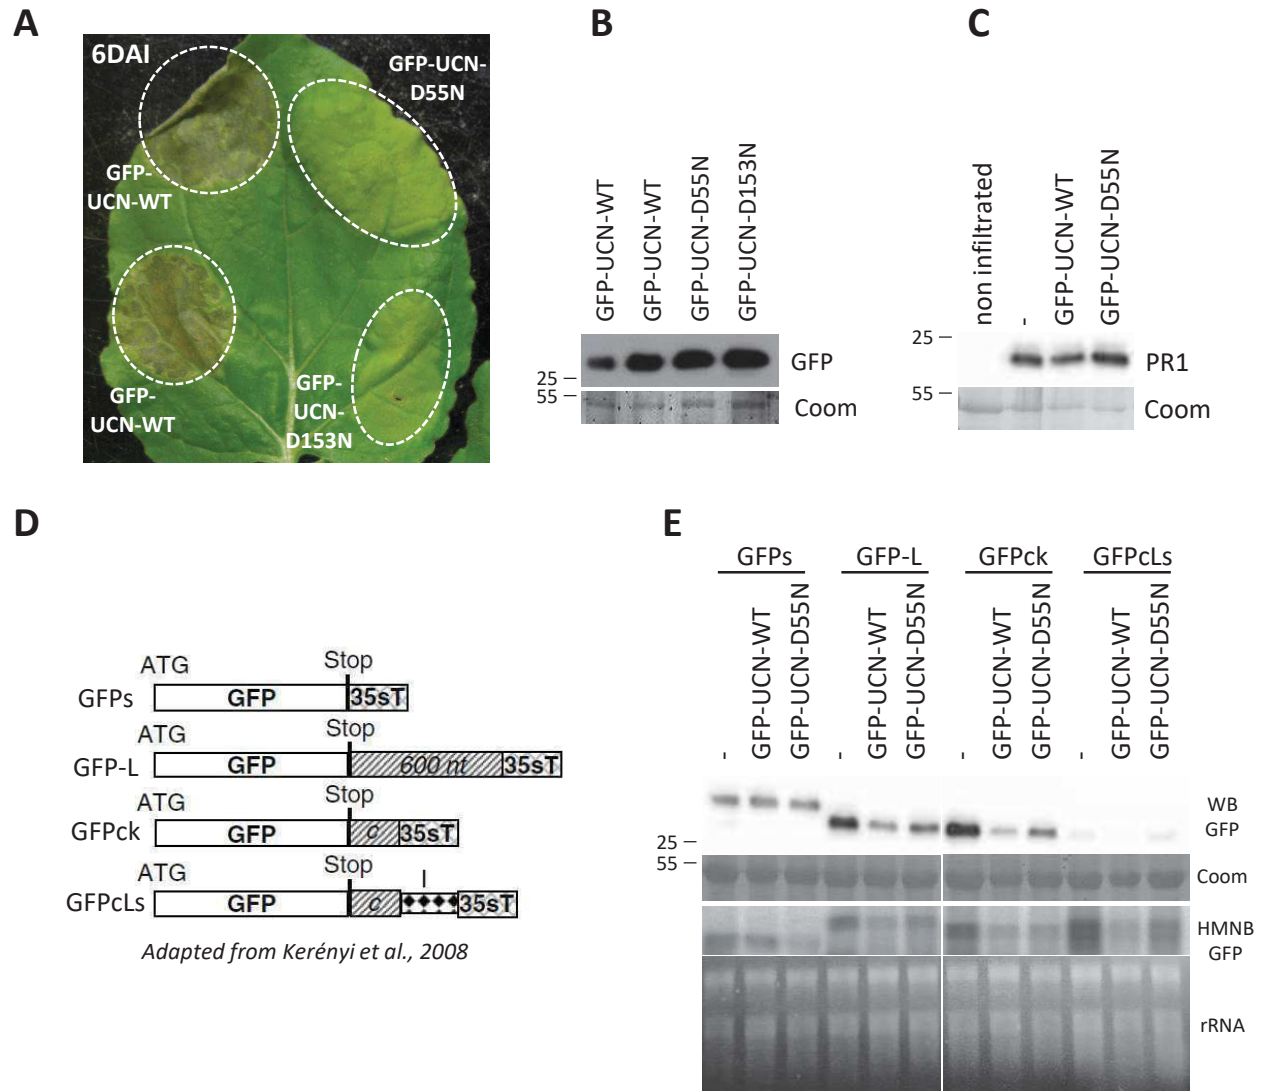 A
6DAI
GFP-UCN-
D55N
GFP-
UCN-WT
GFP-
UCN-WT
GFP-
UCN-
D153N
B
GFP-UCN-WT
GFP-UCN-WT
GFP-UCN-D55N
GFP-UCN-D153N
GFP
25
55
Coom
C
non infiltrated
-
GFP-UCN-WT
GFP-UCN-D55N
25
PR1
55
Coom
D
ATG
Stop
GFPs
GFP
35sT
ATG
Stop
GFP-L
GFP
600 nt
35sT
ATG
Stop
GFPck
GFP
c
35sT
ATG
Stop
I
GFPcLs
GFP
c
35sT
Adapted from Kerényi et al., 2008
E
GFPs
GFP-L
GFPck
GFPcLs
-
GFP-UCN-WT
GFP-UCN-D55N
-
GFP-UCN-WT
GFP-UCN-D55N
-
GFP-UCN-WT
GFP-UCN-D55N
-
GFP-UCN-WT
GFP-UCN-D55N
WB
GFP
25
55
Coom
HMNB
GFP
rRNA